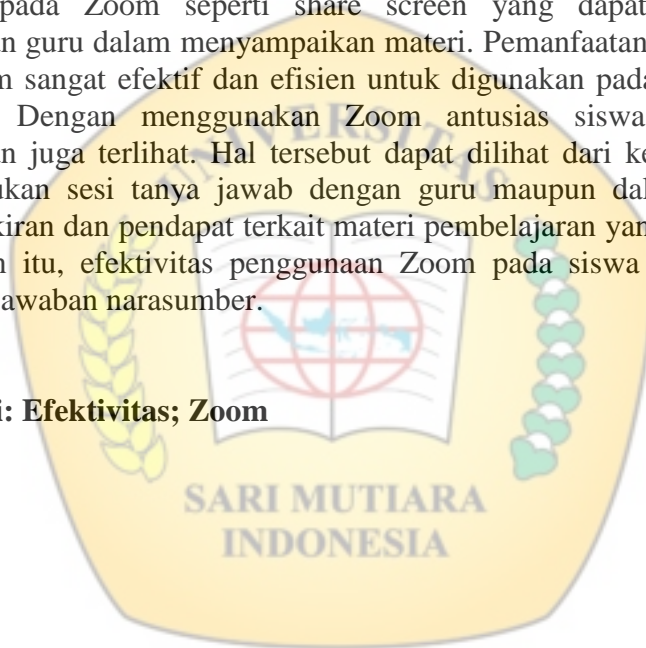 pada Zoom seperti share screen yang dapat
n guru dalam menyampaikan materi. Pemanfaatan
m sangat efektif dan efisien untuk digunakan pada
Dengan menggunakan Zoom antusias siswa
n juga terlihat. Hal tersebut dapat dilihat dari ke
ukan sesi tanya jawab dengan guru maupun dal
kiran dan pendapat terkait materi pembelajaran yan
n itu, efektivitas penggunaan Zoom pada siswa
awaban narasumber.
i: Efektivitas; Zoom
UNIVERSITAS
SARI MUTIARA
INDONESIA